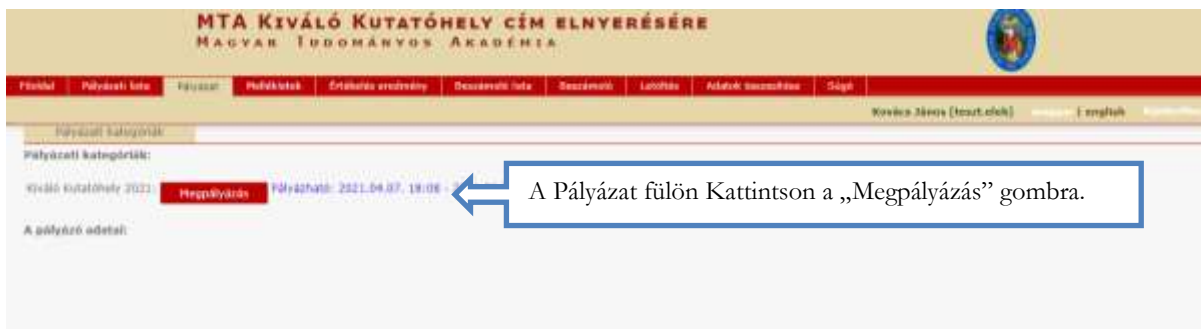 MTA KIVÁLÓ KUTATÓHELY CÍM ELNYERÉSÉRE
MAGYAR TUDOMÁNYOS AKADÉMIA
Főoldal Pályázati lista Pályázat Mellékletek Értékelés eredmény Beszámoló lista Beszámoló Letöltés Adatok összesítése Súgó
Kovács János [teszt.elek] magyar | english
Pályázati kategóriák
Pályázati kategóriák:
Kiváló Kutatóhely 2021: Megpályázás Pályázható: 2021.04.07. 18:08 -
A Pályázat fülön Kattintson a „Megpályázás” gombra.
A pályázó adatai: